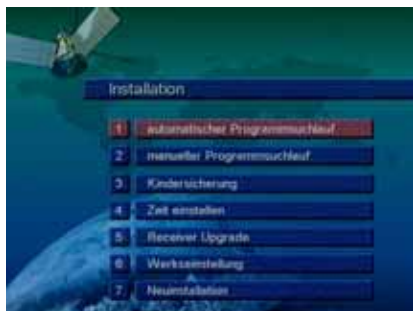 Installation
1 automatischer Programmsuchlauf
2 manueller Programmsuchlauf
3 Kindersicherung
4 Zeit einstellen
5 Receiver Upgrade
6 Werkseinstellung
7 Neuinstallation